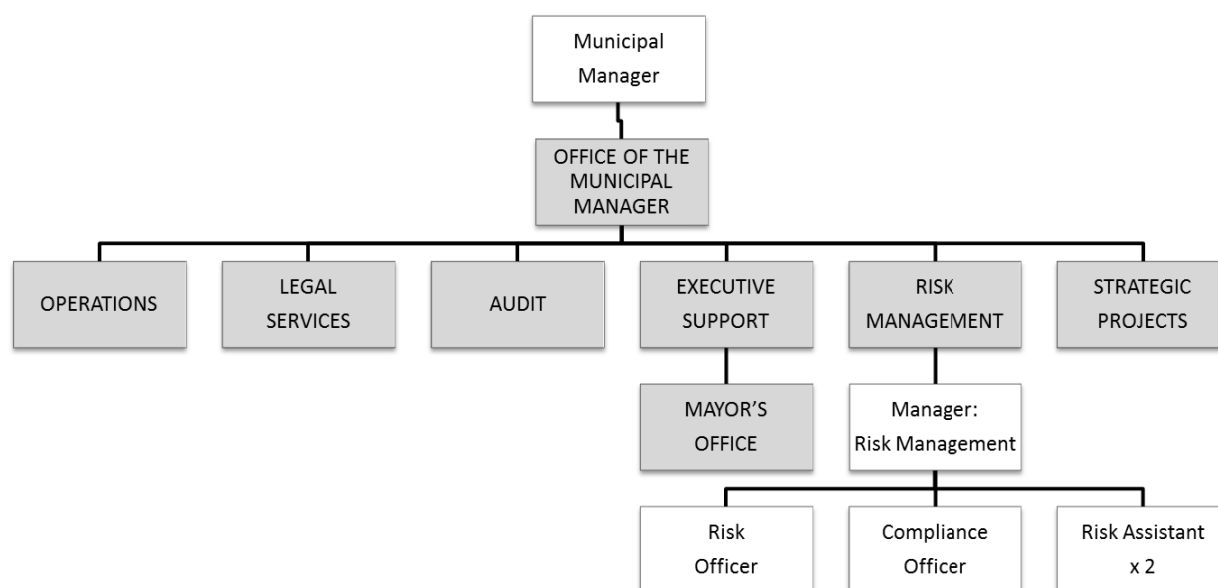 Municipal
Manager
OFFICE OF THE
MUNICIPAL
MANAGER
OPERATIONS
LEGAL
SERVICES
AUDIT
EXECUTIVE
SUPPORT
RISK
MANAGEMENT
STRATEGIC
PROJECTS
MAYOR’S
OFFICE
Manager:
Risk Management
Risk
Officer
Compliance
Officer
Risk Assistant
x 2